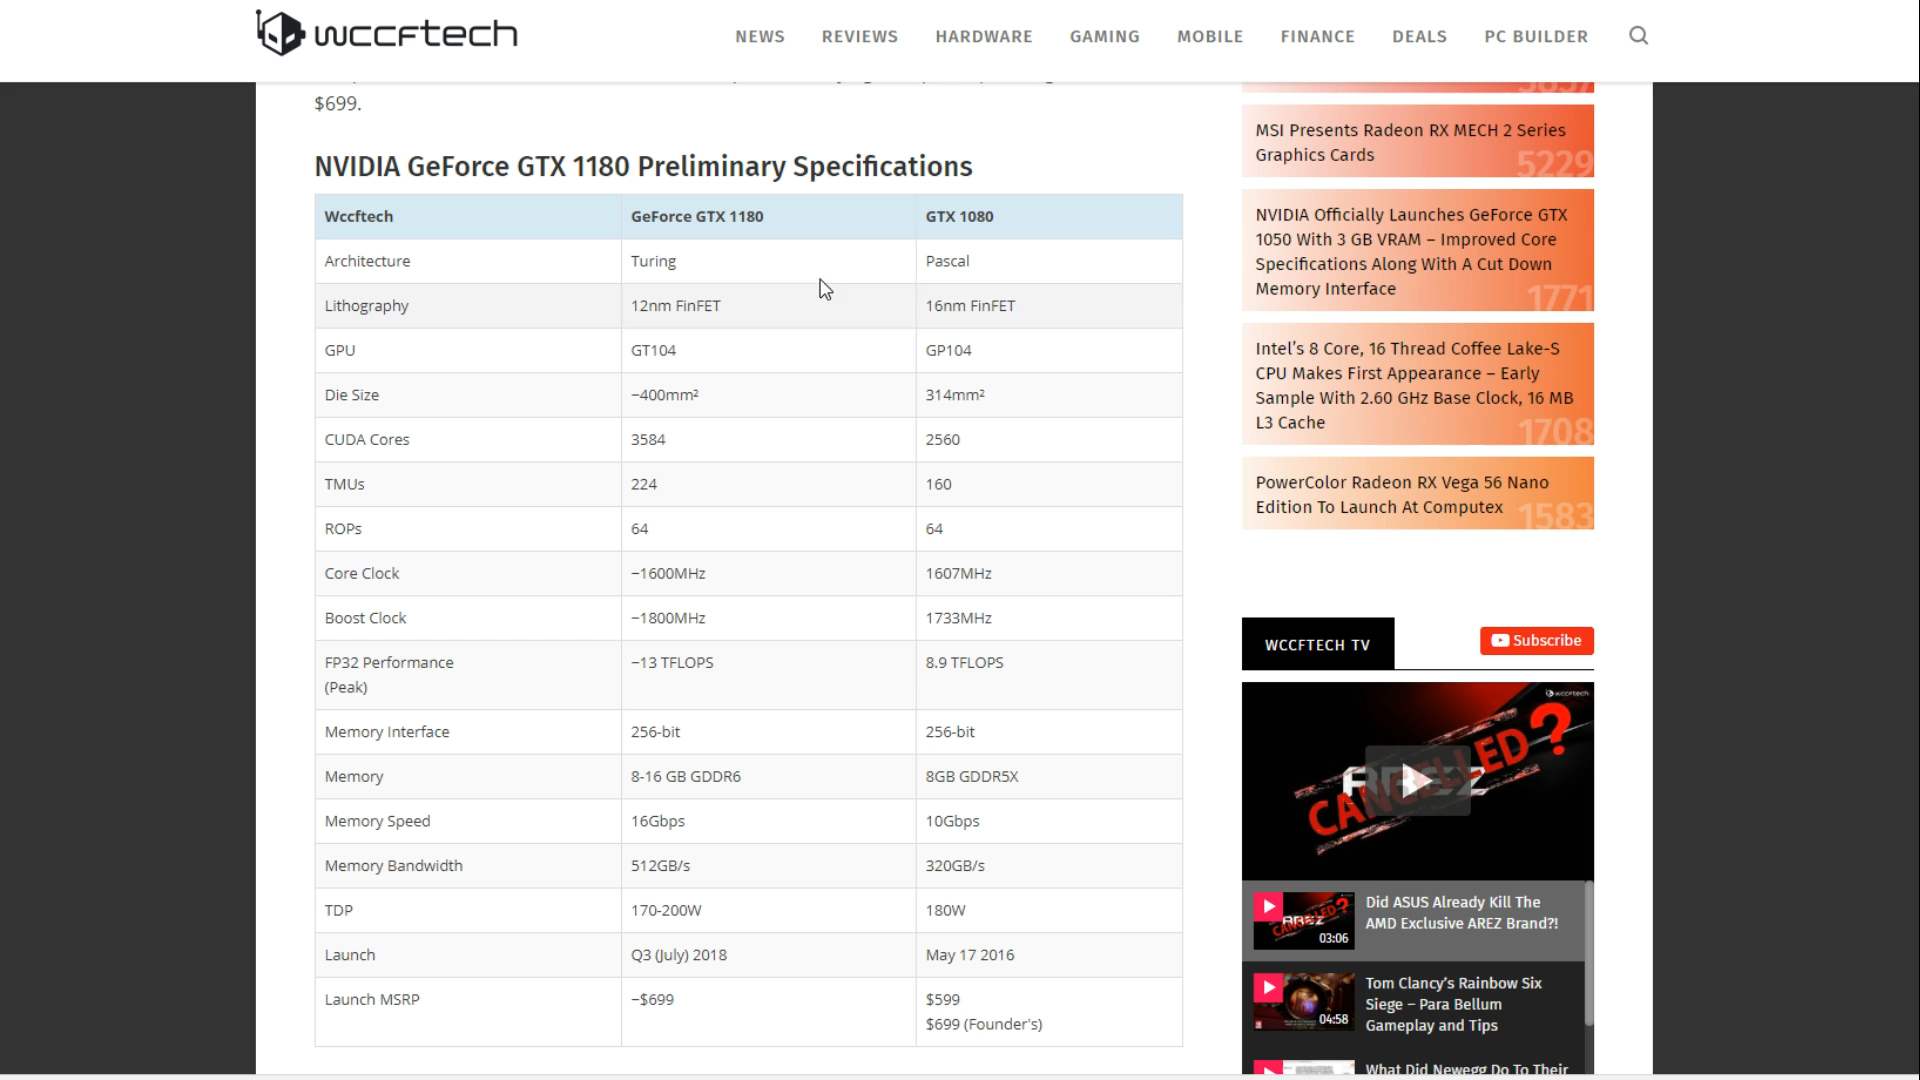 wccftech
NEWS REVIEWS HARDWARE GAMING MOBILE FINANCE DEALS PC BUILDER
$699.
NVIDIA GeForce GTX 1180 Preliminary Specifications
Wccftech GeForce GTX 1180 GTX 1080
Architecture Turing Pascal
Lithography 12nm FinFET 16nm FinFET
GPU GT104 GP104
Die Size ~400mm² 314mm²
CUDA Cores 3584 2560
TMUs 224 160
ROPs 64 64
Core Clock ~1600MHz 1607MHz
Boost Clock ~1800MHz 1733MHz
FP32 Performance ~13 TFLOPS 8.9 TFLOPS
(Peak)
Memory Interface 256-bit 256-bit
Memory 8-16 GB GDDR6 8GB GDDR5X
Memory Speed 16Gbps 10Gbps
Memory Bandwidth 512GB/s 320GB/s
TDP 170-200W 180W
Launch Q3 (July) 2018 May 17 2016
Launch MSRP ~$699 $599
$699 (Founder's)
MSI Presents Radeon RX MECH 2 Series
Graphics Cards
5229
NVIDIA Officially Launches GeForce GTX
1050 With 3 GB VRAM – Improved Core
Specifications Along With A Cut Down
Memory Interface
1771
Intel's 8 Core, 16 Thread Coffee Lake-S
CPU Makes First Appearance – Early
Sample With 2.60 GHz Base Clock, 16 MB
L3 Cache
1708
PowerColor Radeon RX Vega 56 Nano
Edition To Launch At Computex
1583
WCCFTECH TV
Subscribe
wccftech
AREZ
CANCELLED?
Did ASUS Already Kill The
AMD Exclusive AREZ Brand?!
03:06
Tom Clancy's Rainbow Six
Siege – Para Bellum
Gameplay and Tips
04:58
What Did Newegg Do To Their